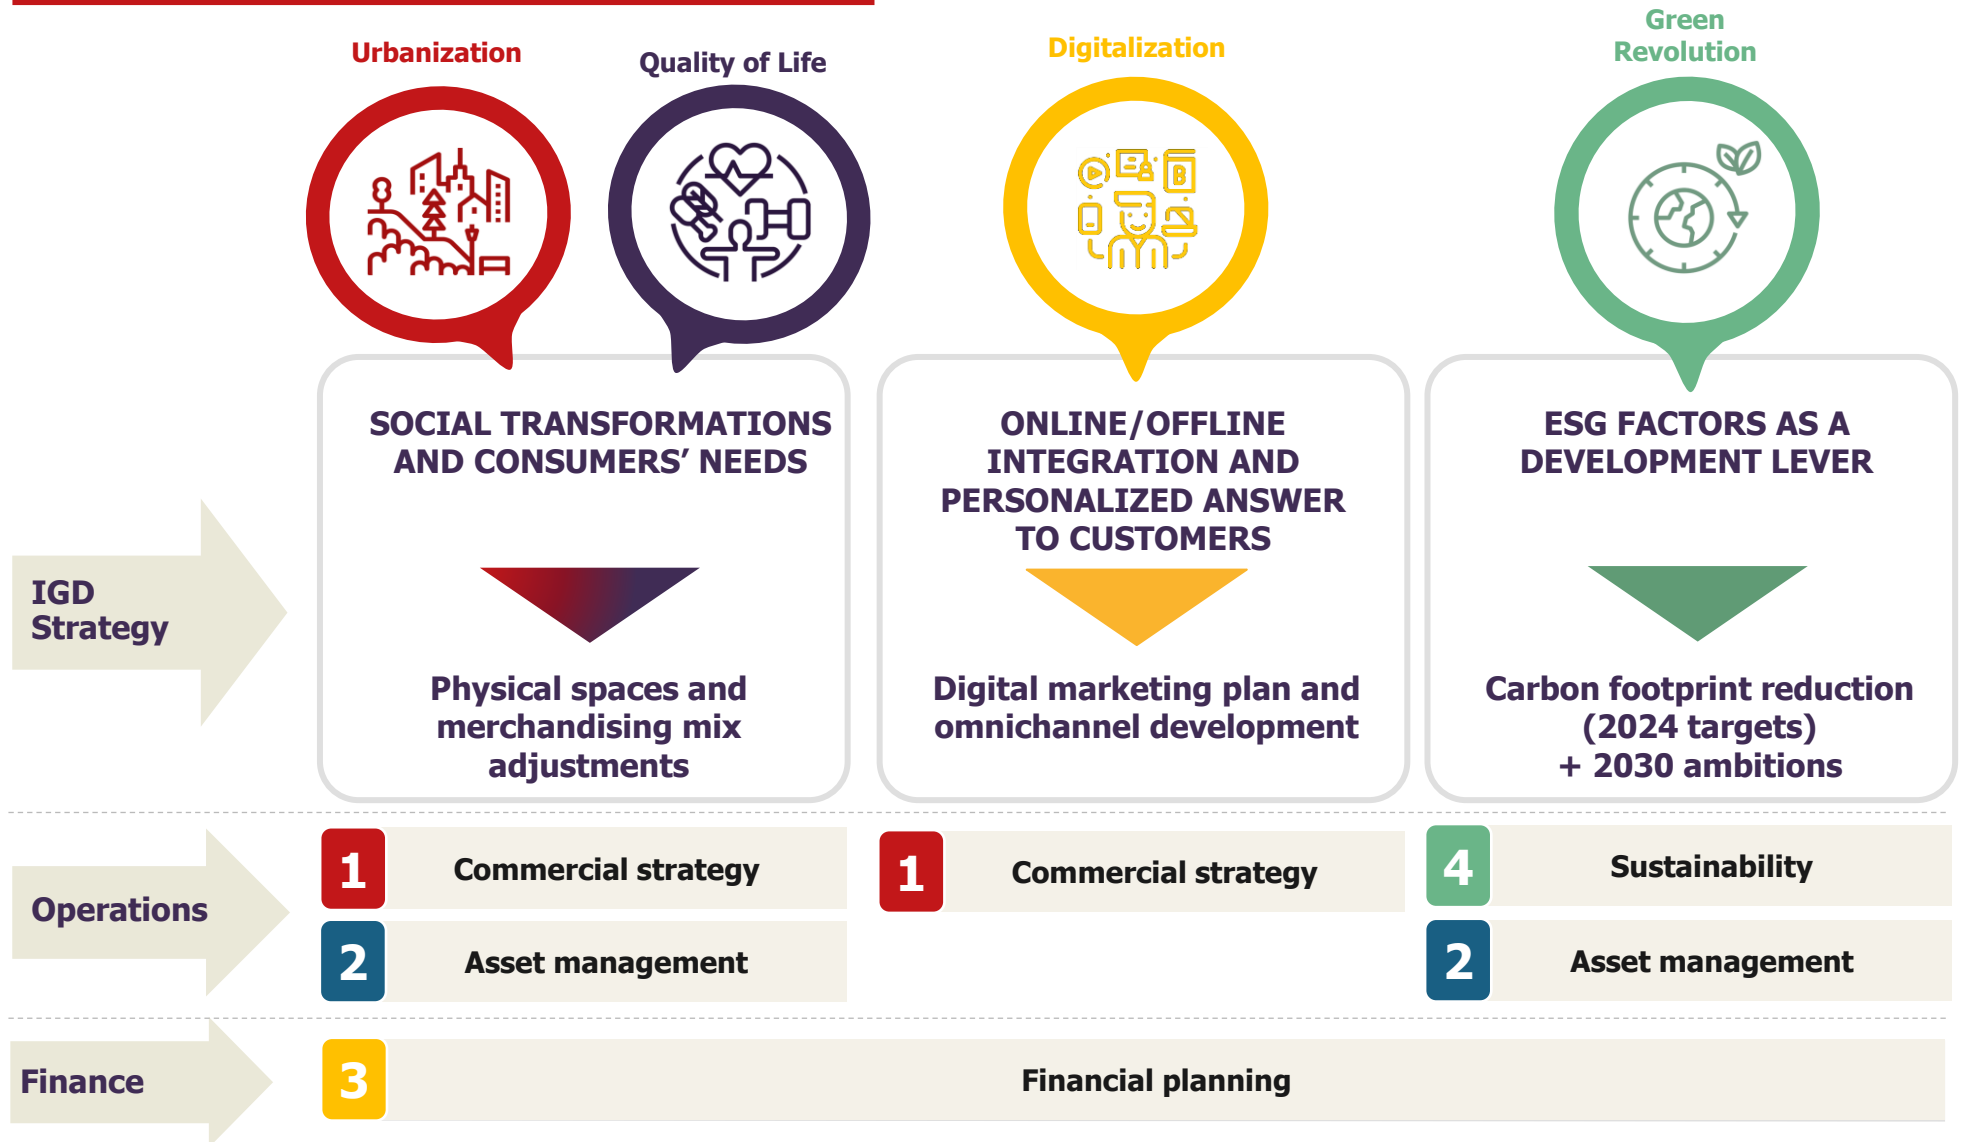 Urbanization
Quality of Life
Digitalization
Green
Revolution
B
SOCIAL TRANSFORMATIONS
AND CONSUMERS’ NEEDS
ONLINE/OFFLINE
INTEGRATION AND
PERSONALIZED ANSWER
TO CUSTOMERS
ESG FACTORS AS A
DEVELOPMENT LEVER
IGD
Strategy
Physical spaces and
merchandising mix
adjustments
Digital marketing plan and
omnichannel development
Carbon footprint reduction
(2024 targets)
+ 2030 ambitions
Operations
1 Commercial strategy
2 Asset management
1 Commercial strategy
4 Sustainability
2 Asset management
Finance
3 Financial planning